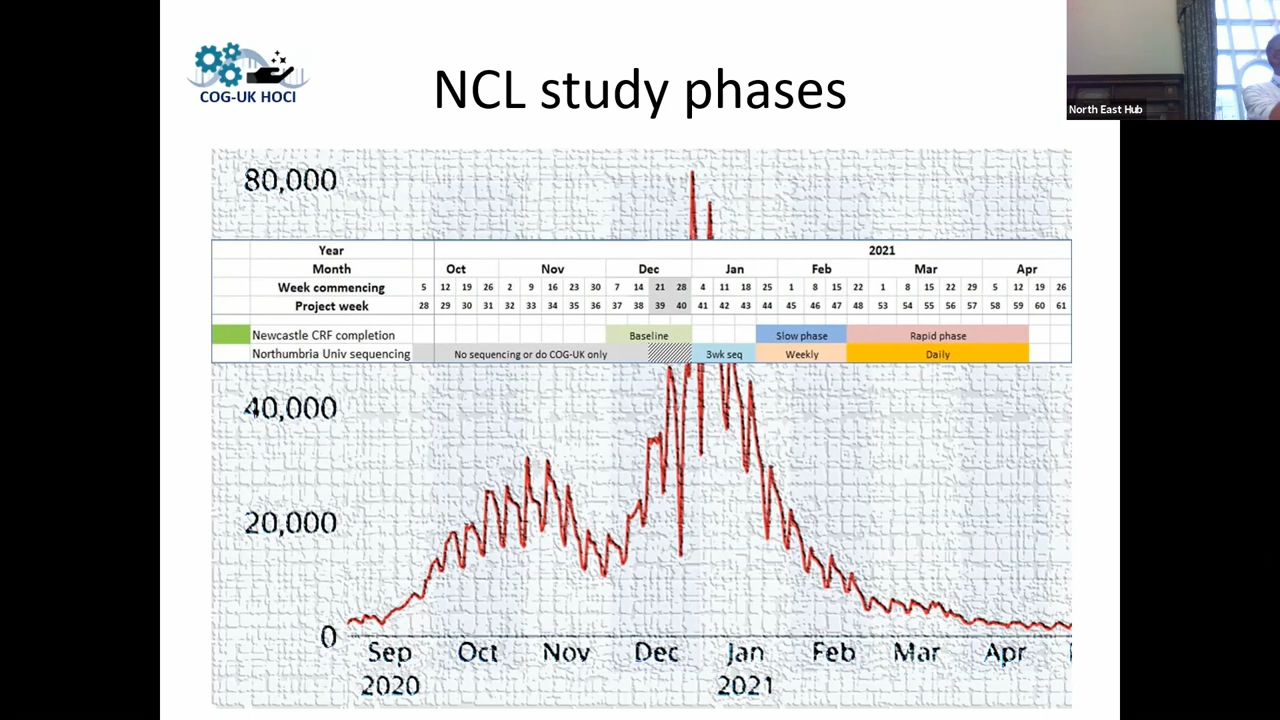 COG-UK HOCI
NCL study phases
North East Hub
80,000
Year 2021
Month Oct Nov Dec Jan Feb Mar Apr
Week commencing 5 12 19 26 2 9 16 23 30 7 14 21 28 4 11 18 25 1 8 15 22 1 8 15 22 29 5 12 19 26
Project week 28 29 30 31 32 33 34 35 36 37 38 39 40 41 42 43 44 45 46 47 48 53 54 55 56 57 58 59 60 61
Newcastle CRF completion Baseline Slow phase Rapid phase
Northumbria Univ sequencing No sequencing or do COG-UK only 3wk seq Weekly Daily
40,000
20,000
0
Sep Oct Nov Dec Jan Feb Mar Apr
2020 2021